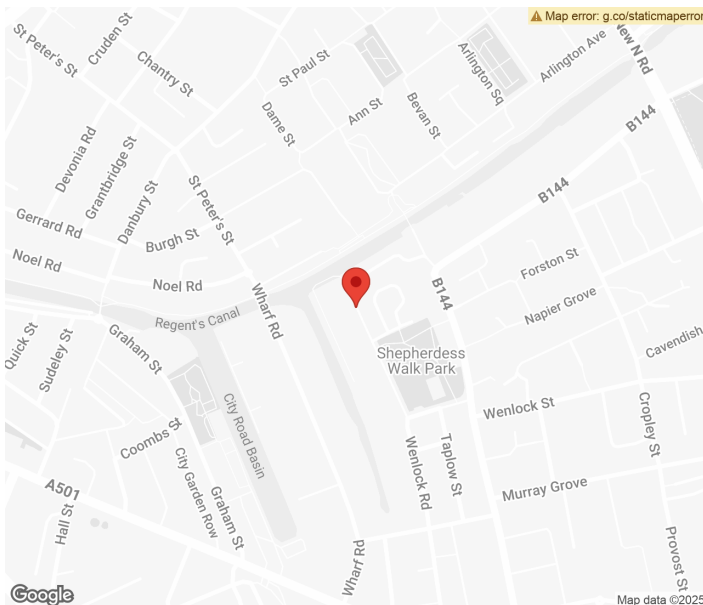 Map error: g.co/staticmaperror
St Peter's St
Cruden St
Chantry St
St Paul St
Arlington Sq
Arlington Ave
New N Rd
Dame St
Ann St
Bevan St
B144
Devonia Rd
Grantbridge St
Danbury St
St Peter's St
B144
Gerrard Rd
Burgh St
Noel Rd
Noel Rd
Forston St
B144
Wharf Rd
Napier Grove
Regent's Canal
Quick St
Sudeley St
Graham St
Shepherdess
Walk Park
Cavendish
City Road Basin
Wenlock St
Cropley St
Coombs St
Wenlock Rd
Taplow St
City Garden Row
Graham St
A501
Hall St
Murray Grove
Wharf Rd
Provost St
Google
Map data ©2025